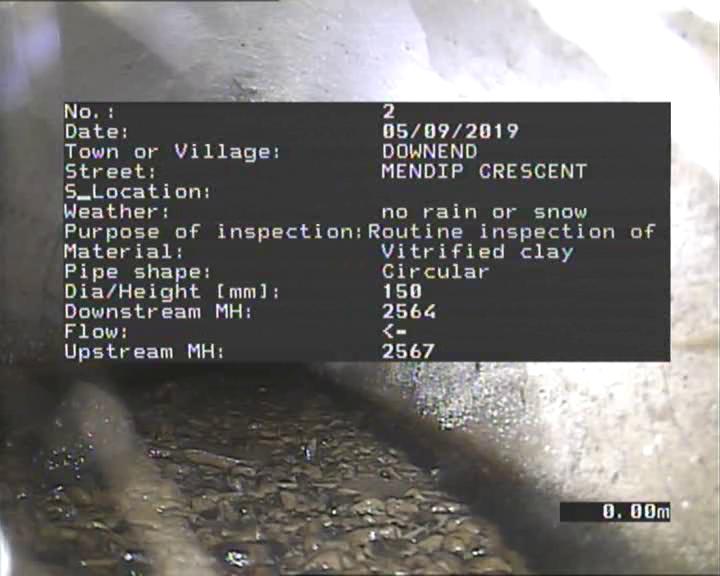 No.: 2
Date: 05/09/2019
Town or Village: DOWNEND
Street: MENDIP CRESCENT
S_Location:
Weather: no rain or snow
Purpose of inspection: Routine inspection of
Material: Vitrified clay
Pipe shape: Circular
Dia/Height [mm]: 150
Downstream MH: 2564
Flow: <-
Upstream MH: 2567
0.00m